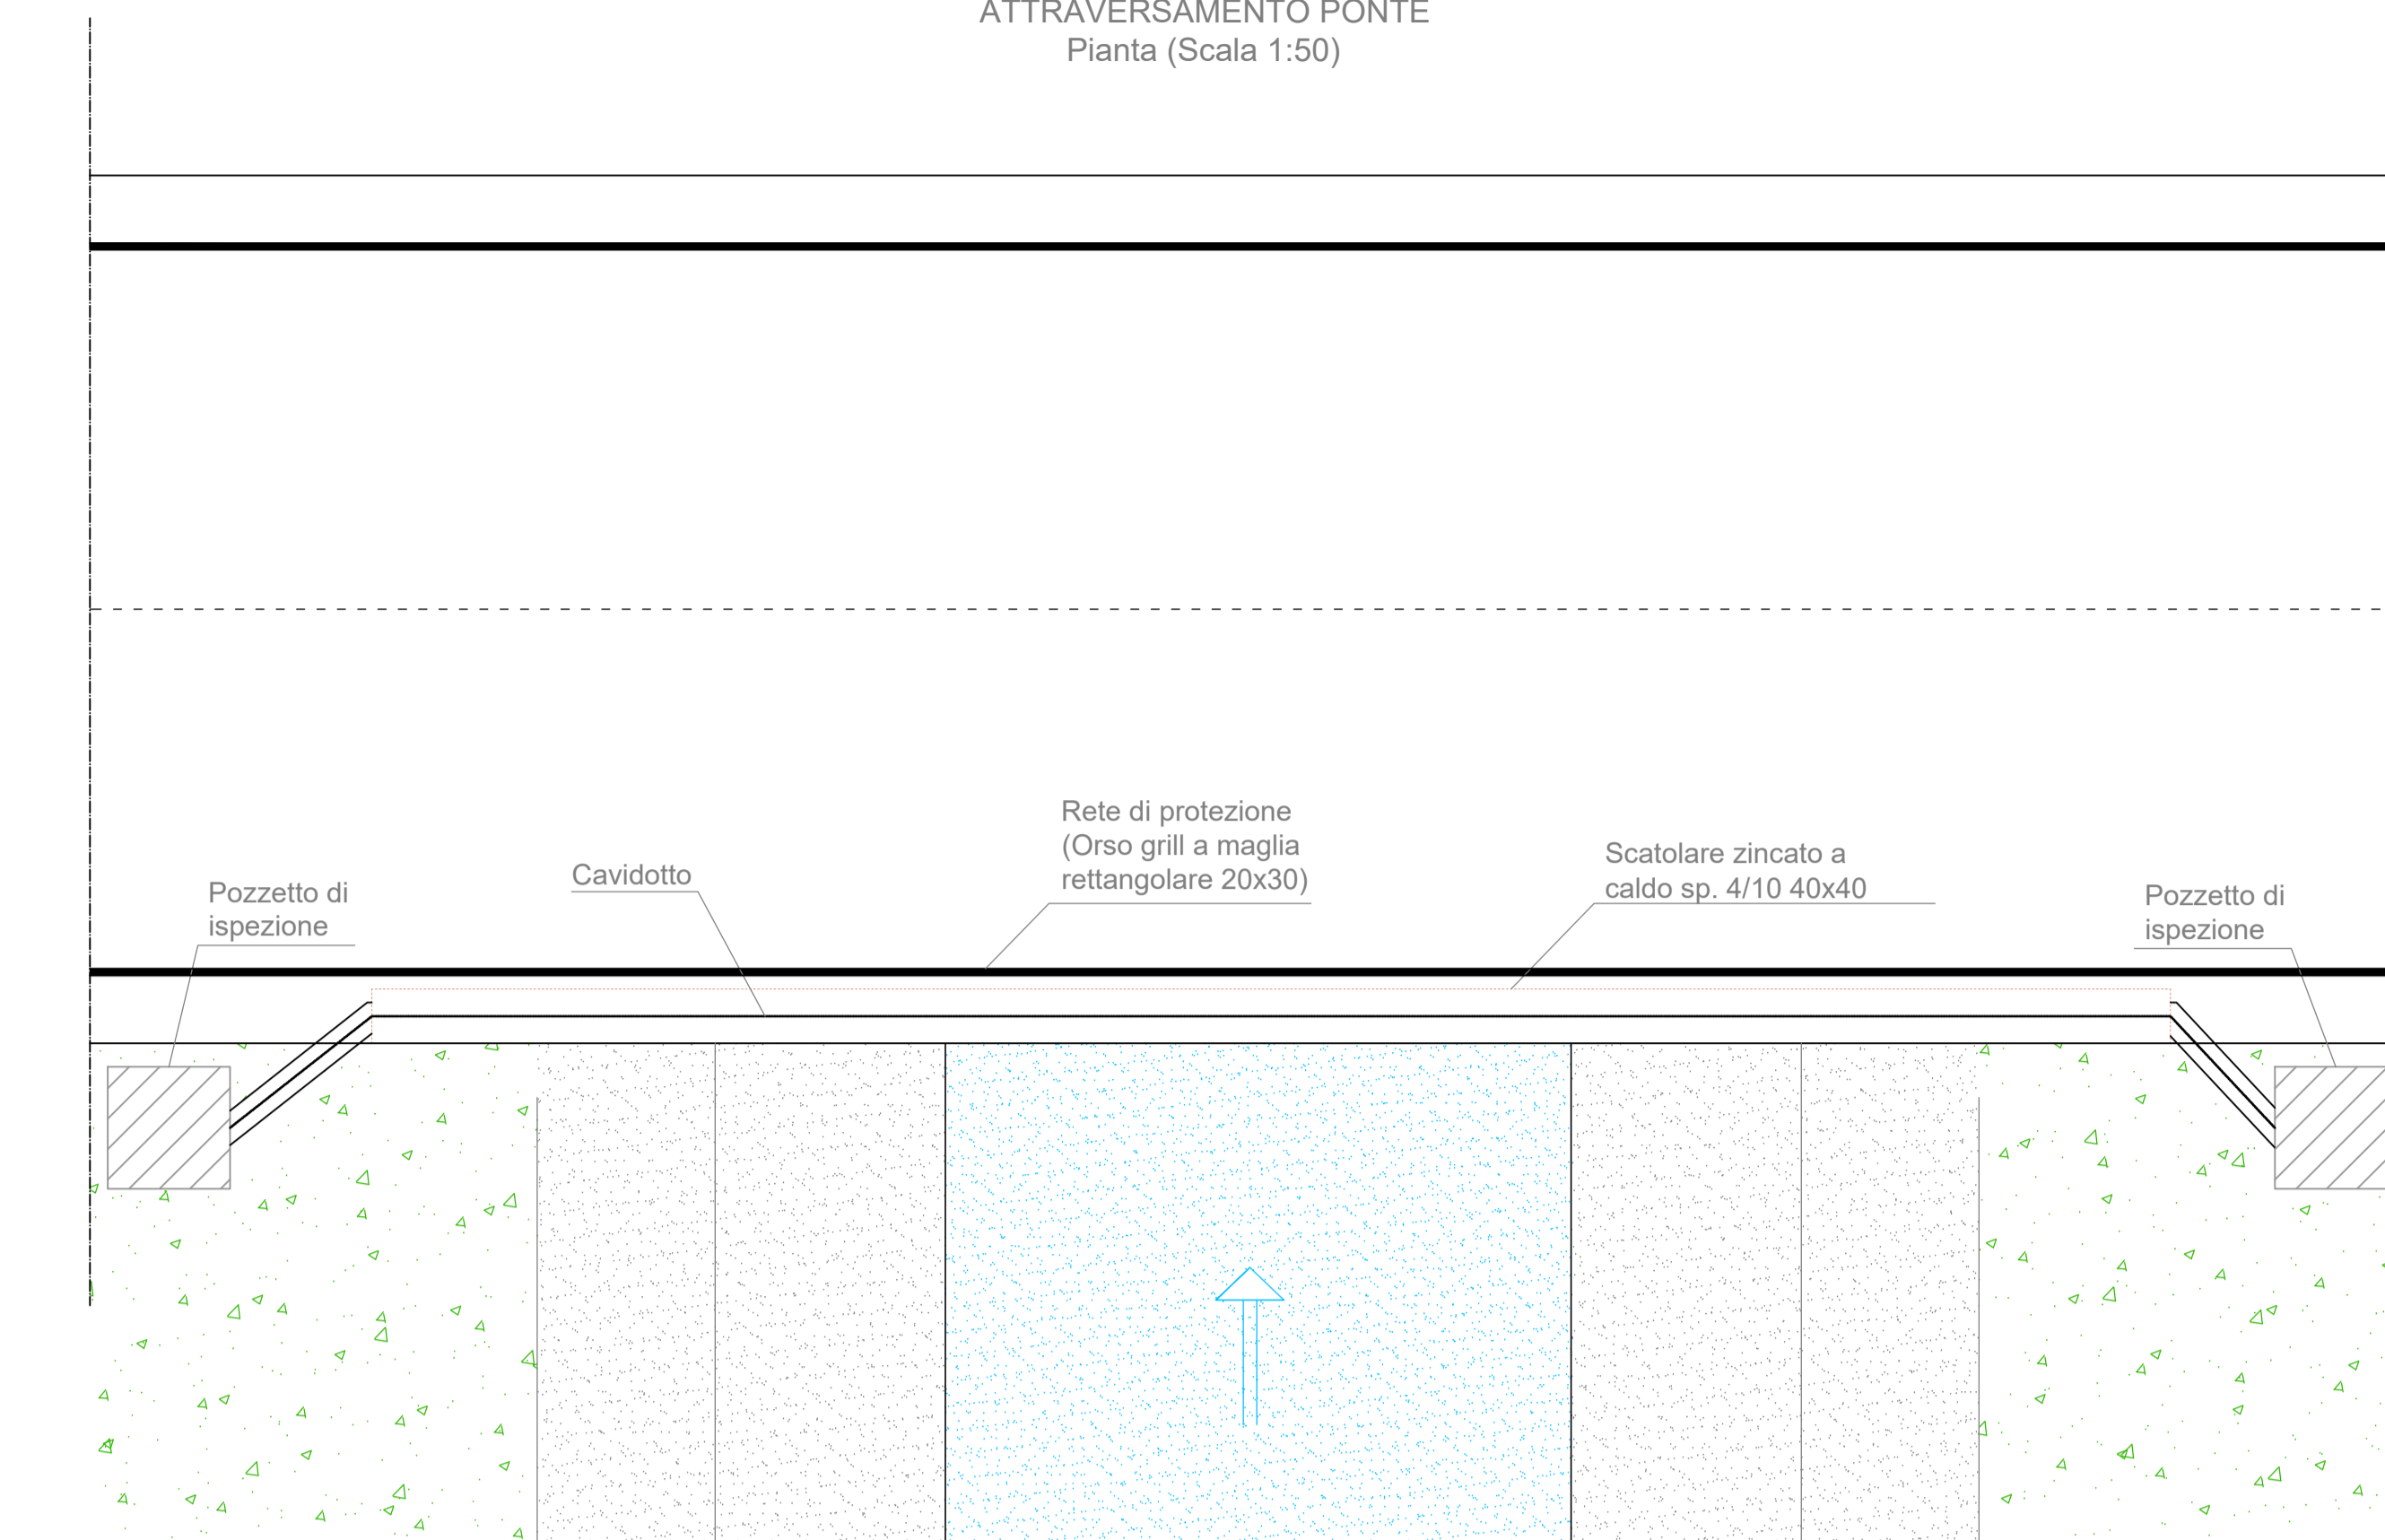 ATTRAVERSAMENTO PONTE
Pianta (Scala 1:50)
Rete di protezione
(Orso grill a maglia
rettangolare 20x30)
Scatolare zincato a
caldo sp. 4/10 40x40
Cavidotto
Pozzetto di
ispezione
Pozzetto di
ispezione